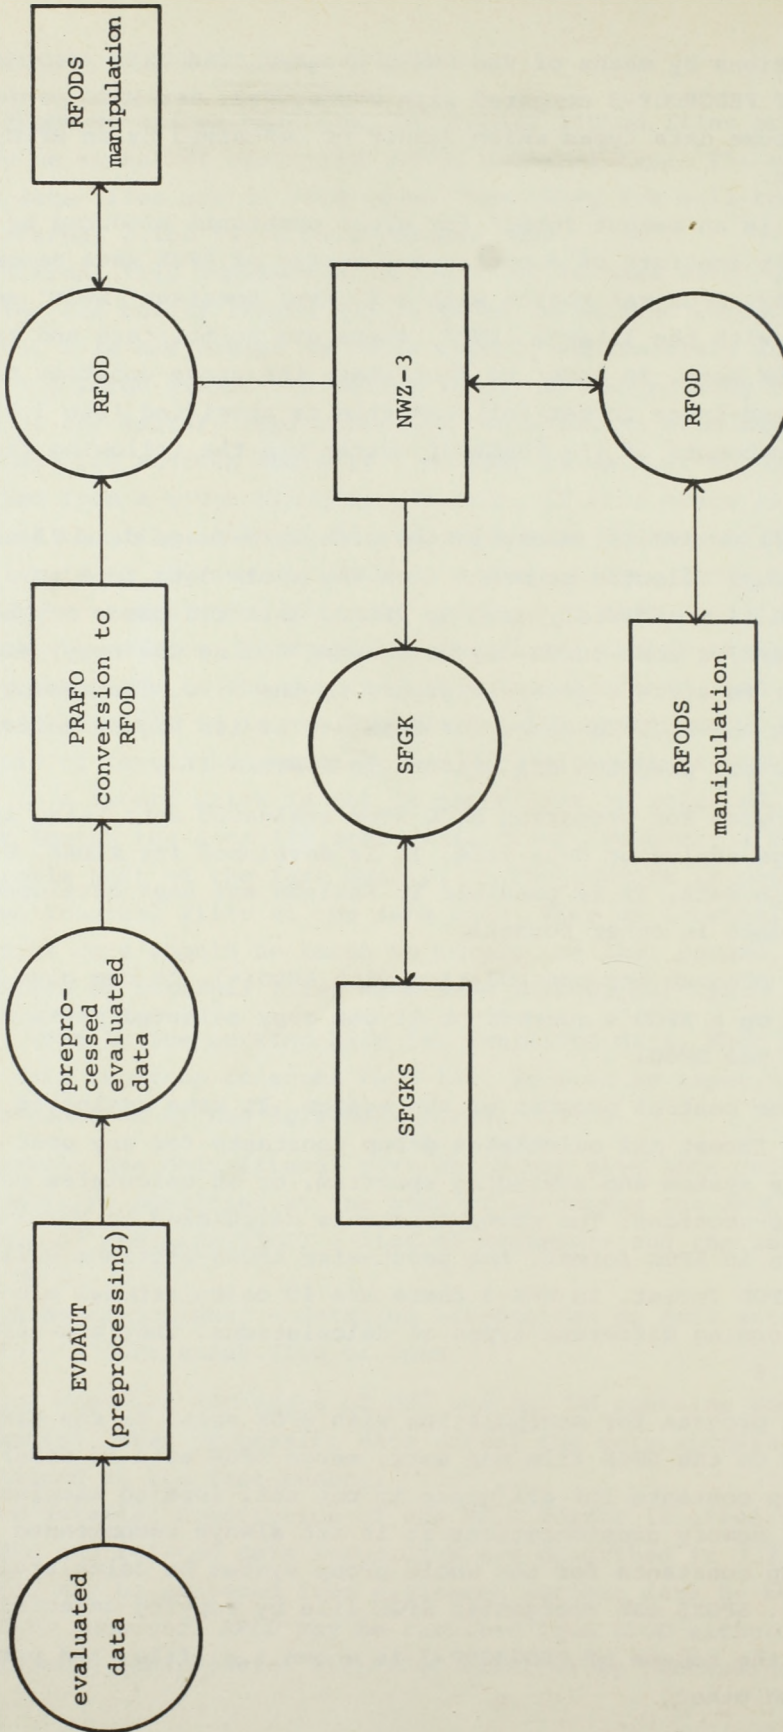 evaluated
data
EVDAUT
(preprocessing)
prepro-
cessed
evaluated
data
PRAFO
conversion to
RFOD
RFOD
RFODS
manipulation
SFGKS
SFGK
NWZ-3
RFODS
manipulation
RFOD